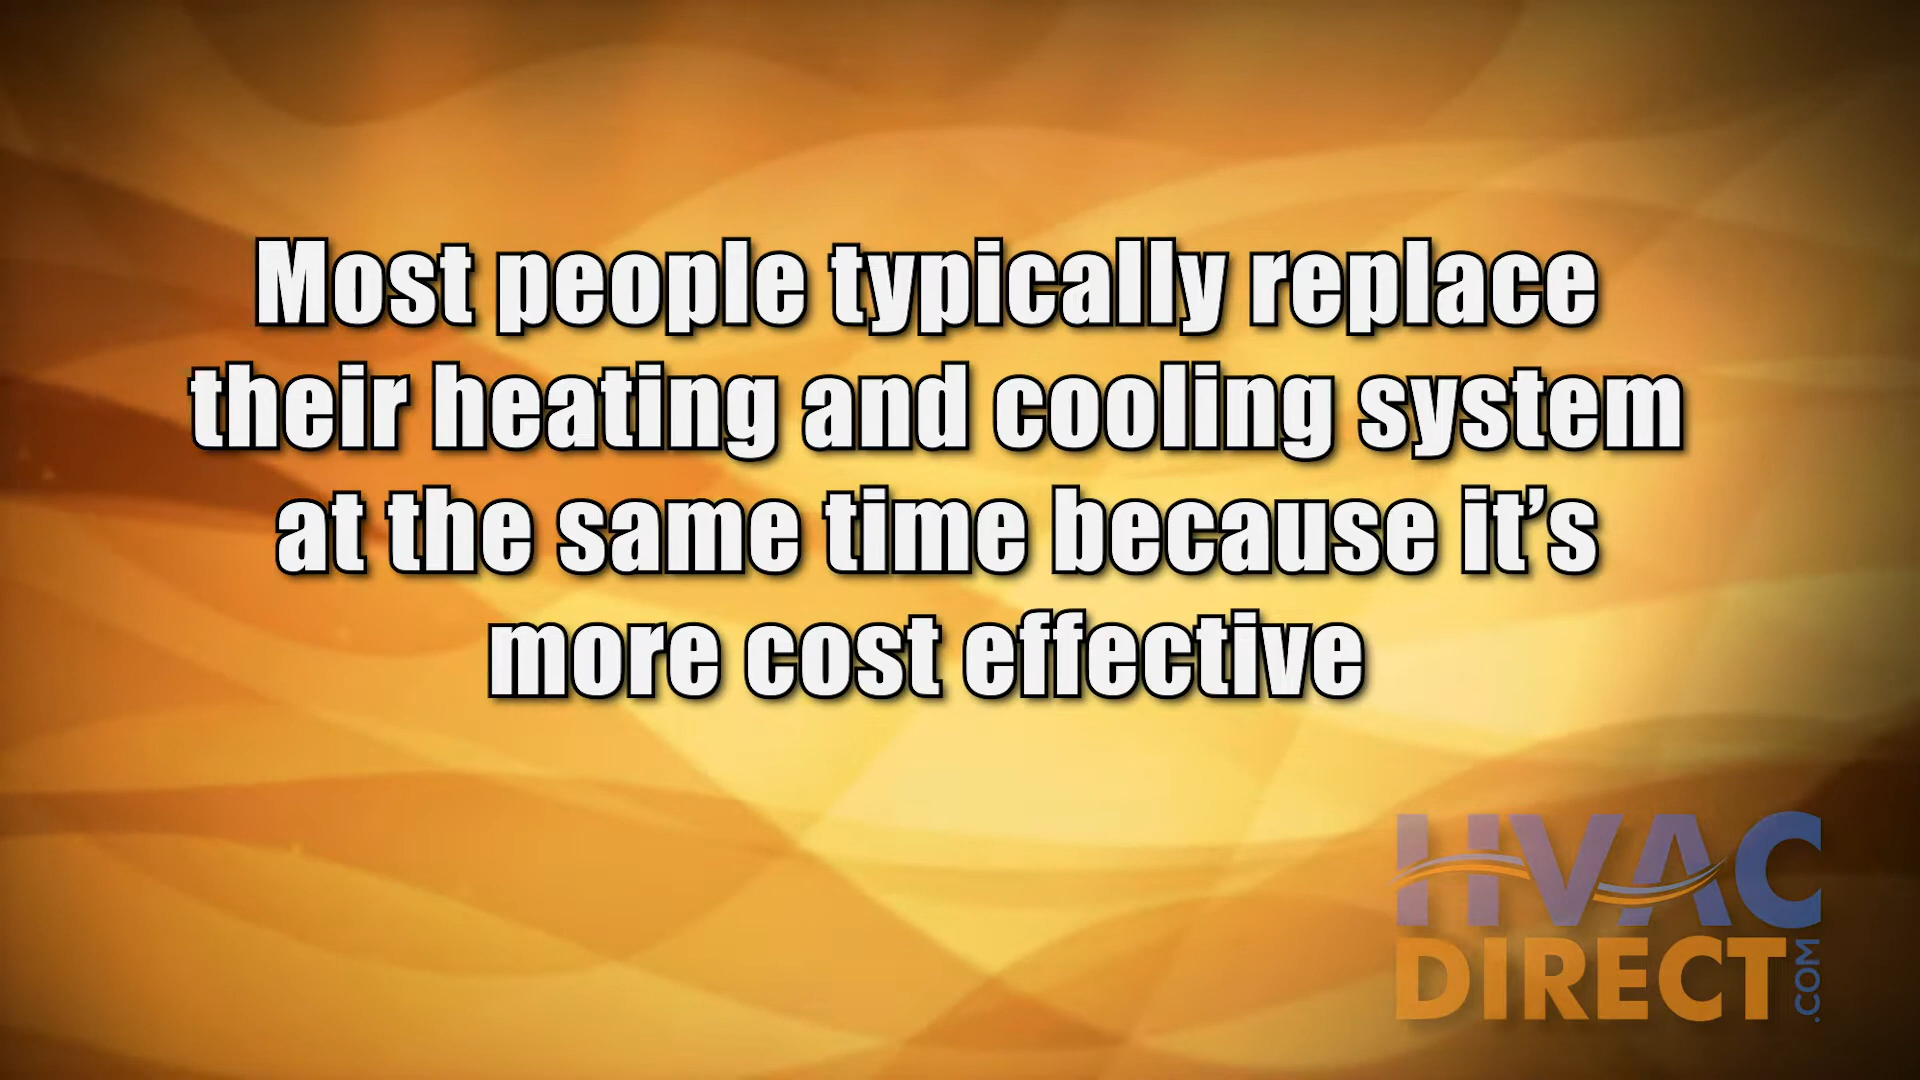 Most people typically replace
their heating and cooling system
at the same time because it’s
more cost effective
HVAC
DIRECT
.COM